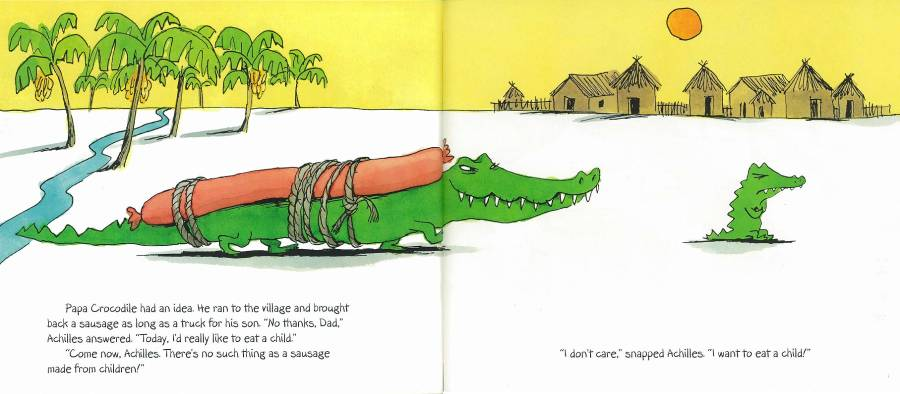 Papa Crocodile had an idea. He ran to the village and brought
back a sausage as long as a truck for his son. "No thanks, Dad,"
Achilles answered. "Today, I'd really like to eat a child."
"Come now, Achilles. There's no such thing as a sausage
made from children!"
"I don't care," snapped Achilles. "I want to eat a child!"